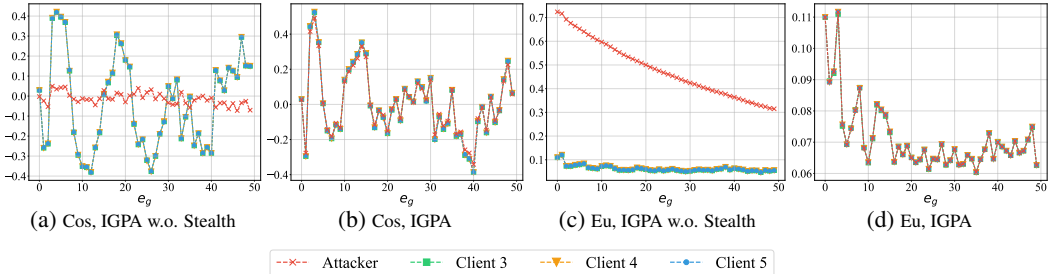 0.4
0.3
0.2
0.1
0.0
−0.1
−0.2
−0.3
−0.4
0 10 20 30 40 50
e_g
(a) Cos, IGPA w.o. Stealth
0.4
0.2
0.0
−0.2
−0.4
0 10 20 30 40 50
e_g
(b) Cos, IGPA
0.7
0.6
0.5
0.4
0.3
0.2
0.1
0 10 20 30 40 50
e_g
(c) Eu, IGPA w.o. Stealth
0.11
0.10
0.09
0.08
0.07
0.06
0 10 20 30 40 50
e_g
(d) Eu, IGPA
Attacker Client 3 Client 4 Client 5